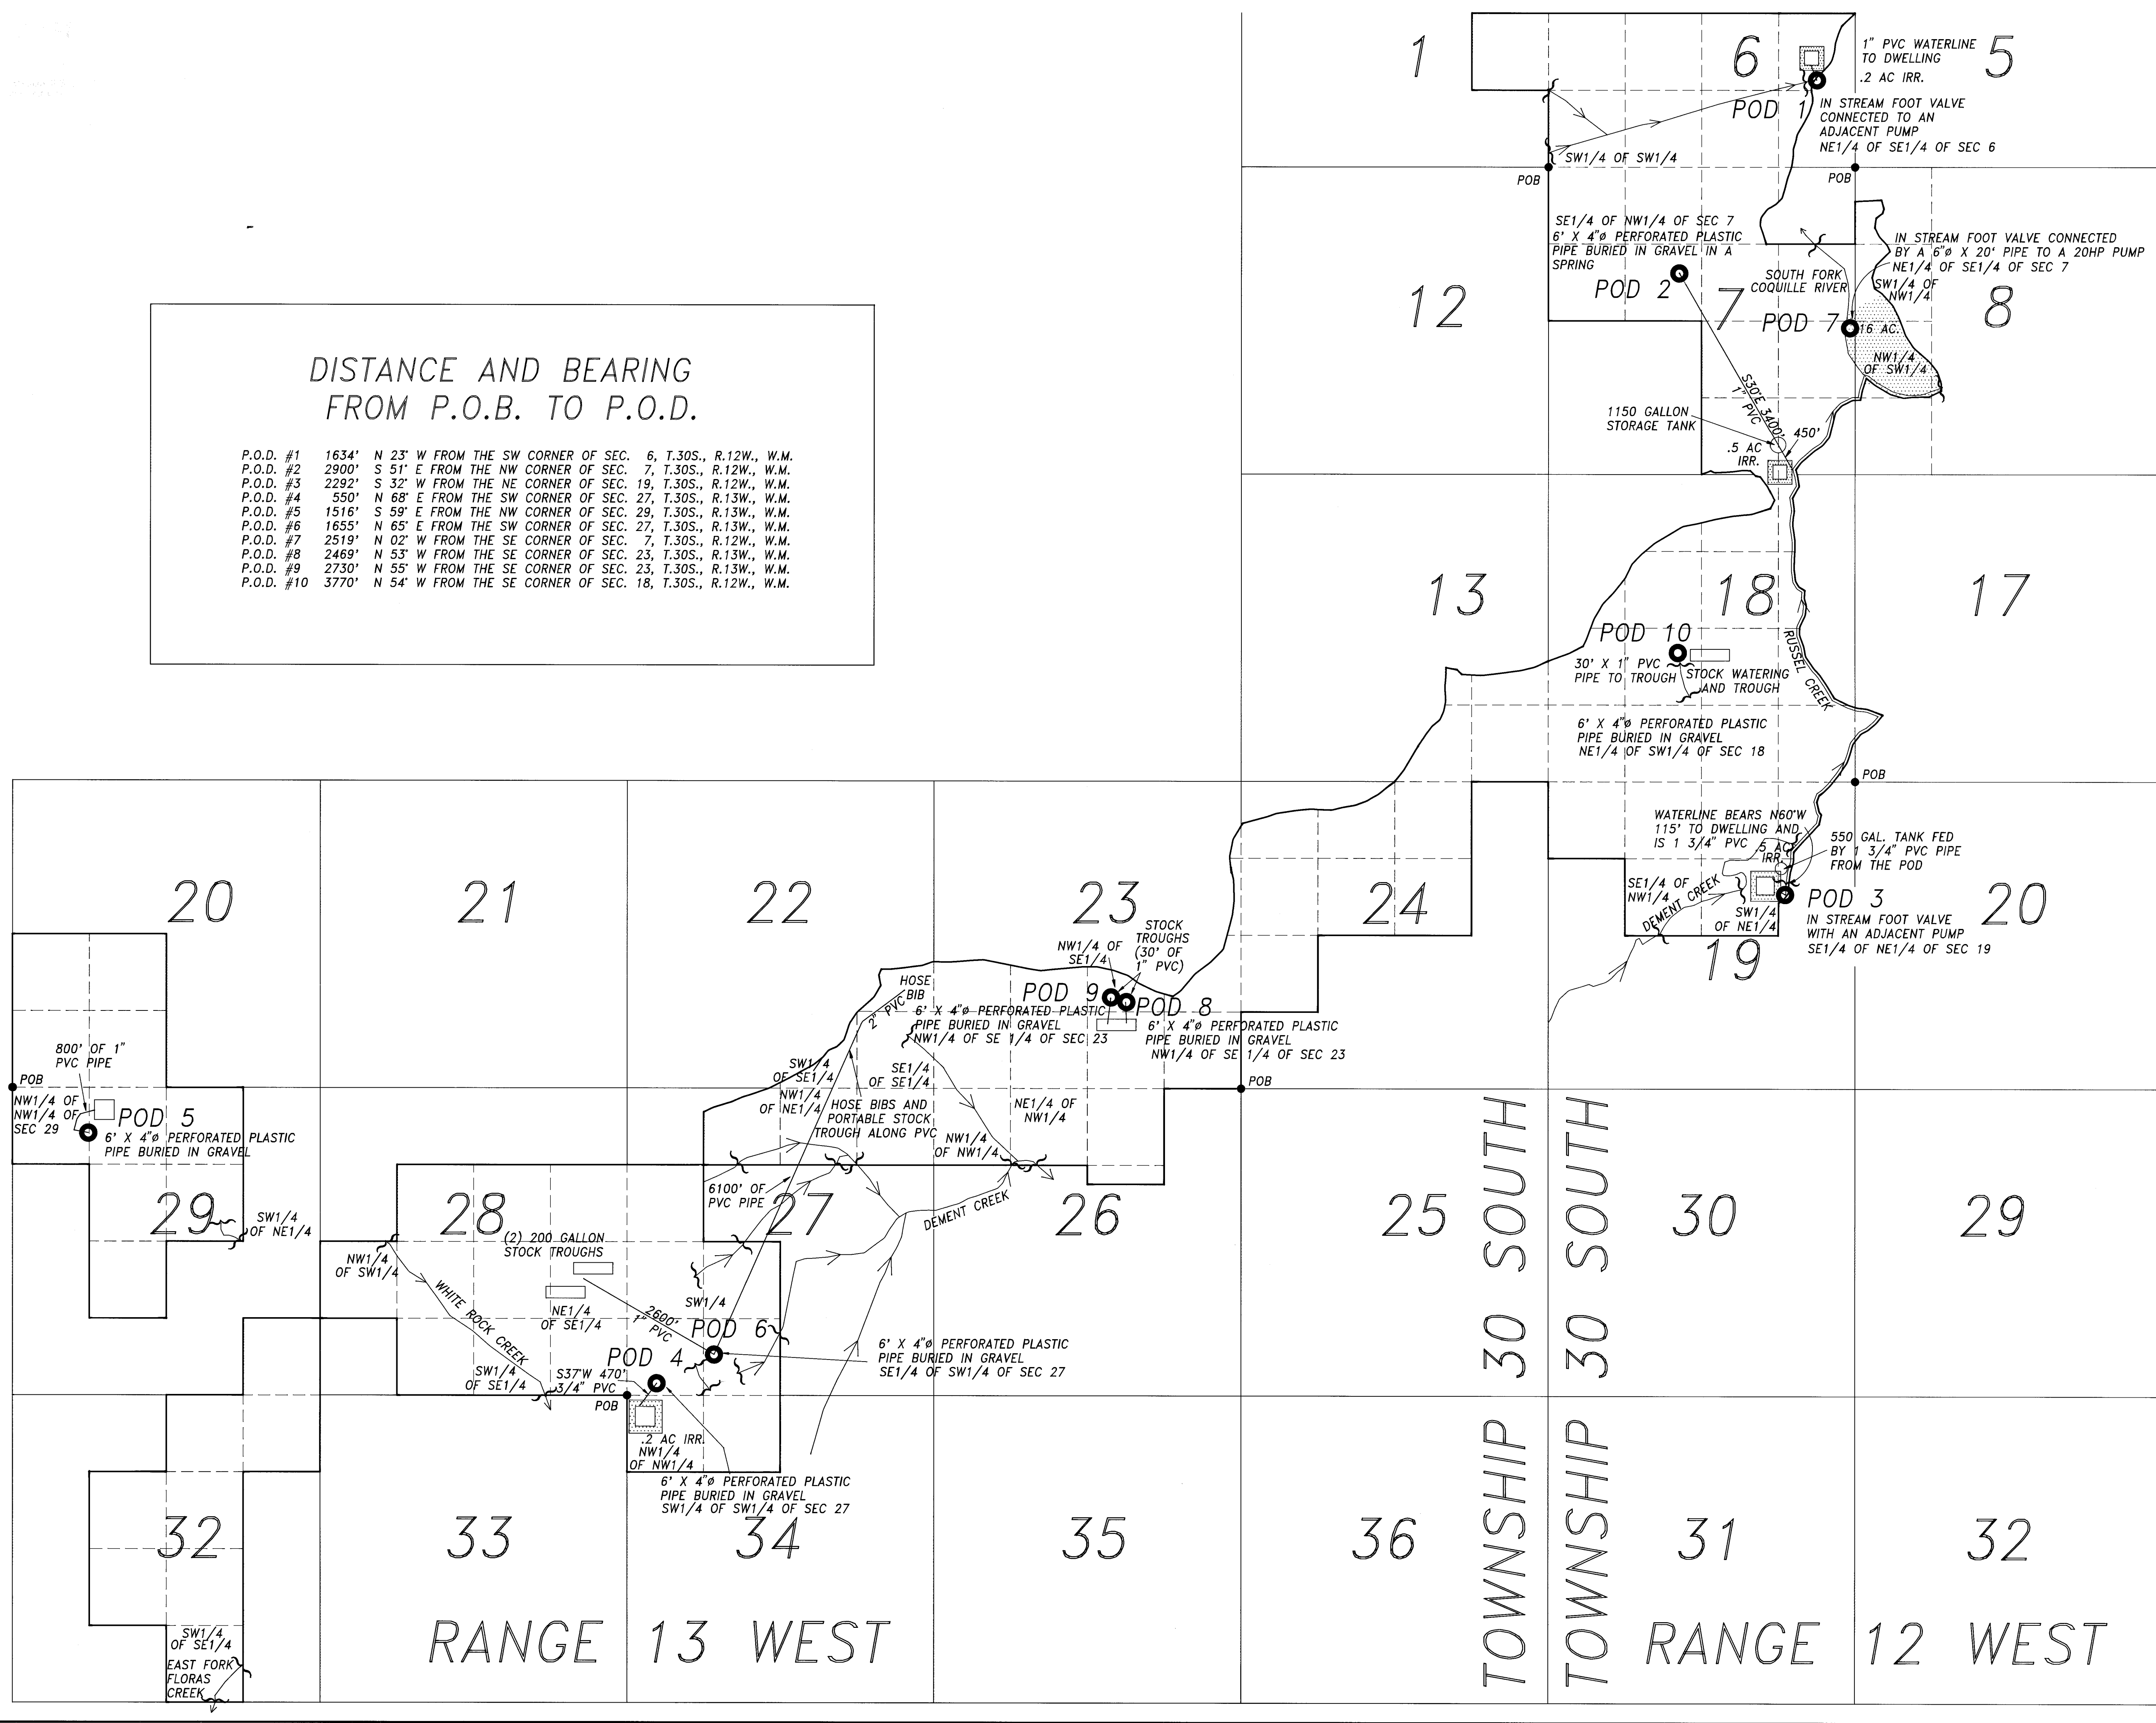 DISTANCE AND BEARING
FROM P.O.B. TO P.O.D.
P.O.D. #1 1634' N 23° W FROM THE SW CORNER OF SEC. 6, T.30S., R.12W., W.M.
P.O.D. #2 2900' S 51° E FROM THE NW CORNER OF SEC. 7, T.30S., R.12W., W.M.
P.O.D. #3 2292' S 32° W FROM THE NE CORNER OF SEC. 19, T.30S., R.12W., W.M.
P.O.D. #4 550' N 68° E FROM THE SW CORNER OF SEC. 27, T.30S., R.13W., W.M.
P.O.D. #5 1516' S 59° E FROM THE NW CORNER OF SEC. 29, T.30S., R.13W., W.M.
P.O.D. #6 1655' N 65° E FROM THE SW CORNER OF SEC. 27, T.30S., R.13W., W.M.
P.O.D. #7 2519' N 02° W FROM THE SE CORNER OF SEC. 7, T.30S., R.12W., W.M.
P.O.D. #8 2469' N 53° W FROM THE SE CORNER OF SEC. 23, T.30S., R.13W., W.M.
P.O.D. #9 2730' N 55° W FROM THE SE CORNER OF SEC. 23, T.30S., R.13W., W.M.
P.O.D. #10 3770' N 54° W FROM THE SE CORNER OF SEC. 18, T.30S., R.12W., W.M.
1
6
5
1" PVC WATERLINE
TO DWELLING
.2 AC IRR.
POD 1
IN STREAM FOOT VALVE
CONNECTED TO AN
ADJACENT PUMP
NE1/4 OF SE1/4 OF SEC 6
SW1/4 OF SW1/4
POB
POB
SE1/4 OF NW1/4 OF SEC 7
6' X 4"ø PERFORATED PLASTIC
PIPE BURIED IN GRAVEL IN A
SPRING
POD 2
IN STREAM FOOT VALVE CONNECTED
BY A 6"ø X 20' PIPE TO A 20HP PUMP
NE1/4 OF SE1/4 OF SEC 7
SOUTH FORK
COQUILLE RIVER
SW1/4 OF
NW1/4
12
7
POD 7
16 AC.
8
NW1/4
OF SW1/4
S30°E 3400'
1" PVC
1150 GALLON
STORAGE TANK
450'
.5 AC
IRR.
13
18
17
POD 10
30' X 1" PVC
PIPE TO TROUGH
STOCK WATERING
AND TROUGH
RUSSEL CREEK
6' X 4"ø PERFORATED PLASTIC
PIPE BURIED IN GRAVEL
NE1/4 OF SW1/4 OF SEC 18
POB
WATERLINE BEARS N60°W
115' TO DWELLING AND
IS 1 3/4" PVC
.5 AC
IRR.
550 GAL. TANK FED
BY 1 3/4" PVC PIPE
FROM THE POD
SE1/4 OF
NW1/4
DEMENT CREEK
SW1/4
OF NE1/4
POD 3
IN STREAM FOOT VALVE
WITH AN ADJACENT PUMP
SE1/4 OF NE1/4 OF SEC 19
20
21
22
23
24
19
20
STOCK
TROUGHS
(30' OF
1" PVC)
NW1/4 OF
SE1/4
POD 9
POD 8
6' X 4"ø PERFORATED PLASTIC
PIPE BURIED IN GRAVEL
NW1/4 OF SE 1/4 OF SEC 23
6' X 4"ø PERFORATED PLASTIC
PIPE BURIED IN GRAVEL
NW1/4 OF SE 1/4 OF SEC 23
HOSE
BIB
2" PVC
SW1/4
OF SE1/4
SE1/4
OF SE1/4
NW1/4
OF NE1/4
HOSE BIBS AND
PORTABLE STOCK
TROUGH ALONG PVC
NE1/4 OF
NW1/4
NW1/4
OF NW1/4
POB
800' OF 1"
PVC PIPE
POB
NW1/4 OF
NW1/4 OF
SEC 29
POD 5
6' X 4"ø PERFORATED PLASTIC
PIPE BURIED IN GRAVEL
29
SW1/4
OF NE1/4
28
6100' OF
PVC PIPE
27
DEMENT CREEK
26
25
30
29
(2) 200 GALLON
STOCK TROUGHS
NW1/4
OF SW1/4
WHITE ROCK CREEK
NE1/4
OF SE1/4
2600'
1" PVC
SW1/4
POD 6
6' X 4"ø PERFORATED PLASTIC
PIPE BURIED IN GRAVEL
SE1/4 OF SW1/4 OF SEC 27
POD 4
SW1/4
OF SE1/4
S37°W 470'
3/4" PVC
POB
.2 AC IRR.
NW1/4
OF NW1/4
6' X 4"ø PERFORATED PLASTIC
PIPE BURIED IN GRAVEL
SW1/4 OF SW1/4 OF SEC 27
32
33
34
35
36
31
32
SW1/4
OF SE1/4
EAST FORK
FLORAS
CREEK
RANGE 13 WEST
TOWNSHIP 30 SOUTH
TOWNSHIP 30 SOUTH
RANGE 12 WEST